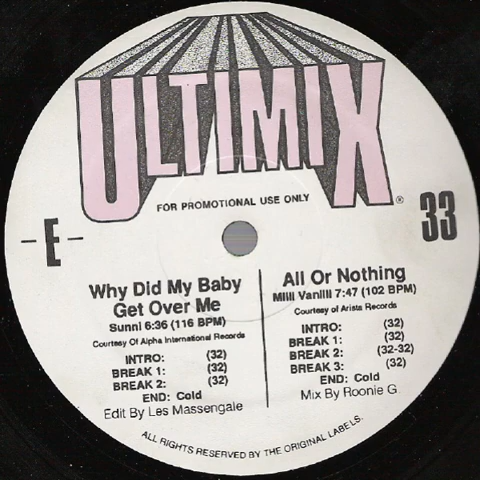 ULTIMIX
®
FOR PROMOTIONAL USE ONLY
-E-
33
Why Did My Baby
Get Over Me
Sunni 6:36 (116 BPM)
Courtesy Of Alpha International Records
INTRO: (32)
BREAK 1: (32)
BREAK 2: (32)
END: Cold
Edit By Les Massengale
All Or Nothing
Milli Vanilli 7:47 (102 BPM)
Courtesy of Arista Records
INTRO: (32)
BREAK 1: (32)
BREAK 2: (32-32)
BREAK 3: (32)
END: Cold
Mix By Roonie G.
ALL RIGHTS RESERVED BY THE ORIGINAL LABELS.